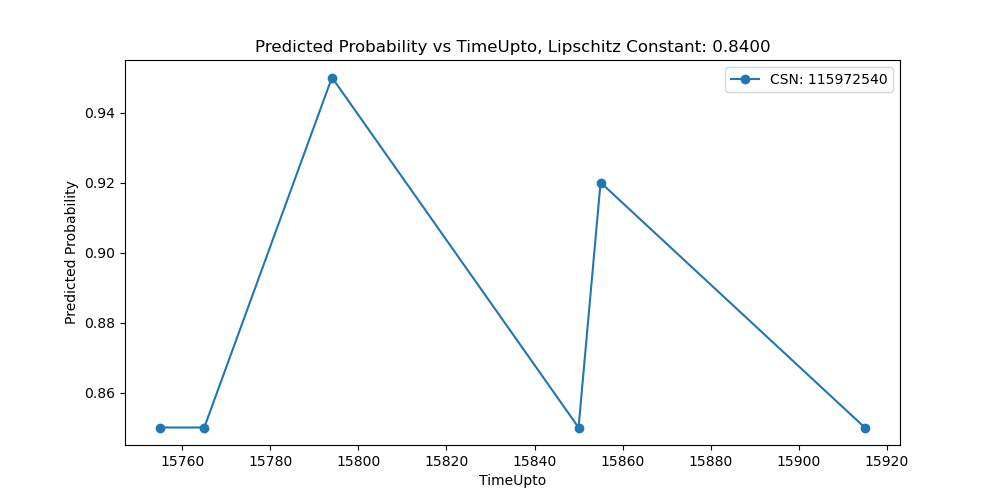 Predicted Probability vs TimeUpto, Lipschitz Constant: 0.8400
CSN: 115972540
Predicted Probability
0.94
0.92
0.90
0.88
0.86
15760 15780 15800 15820 15840 15860 15880 15900 15920
TimeUpto